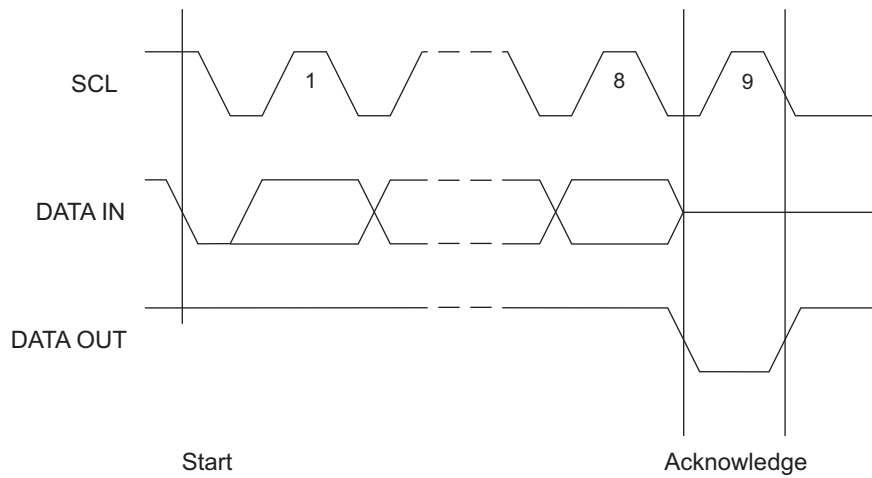 SCL
1
8
9
DATA IN
DATA OUT
Start
Acknowledge